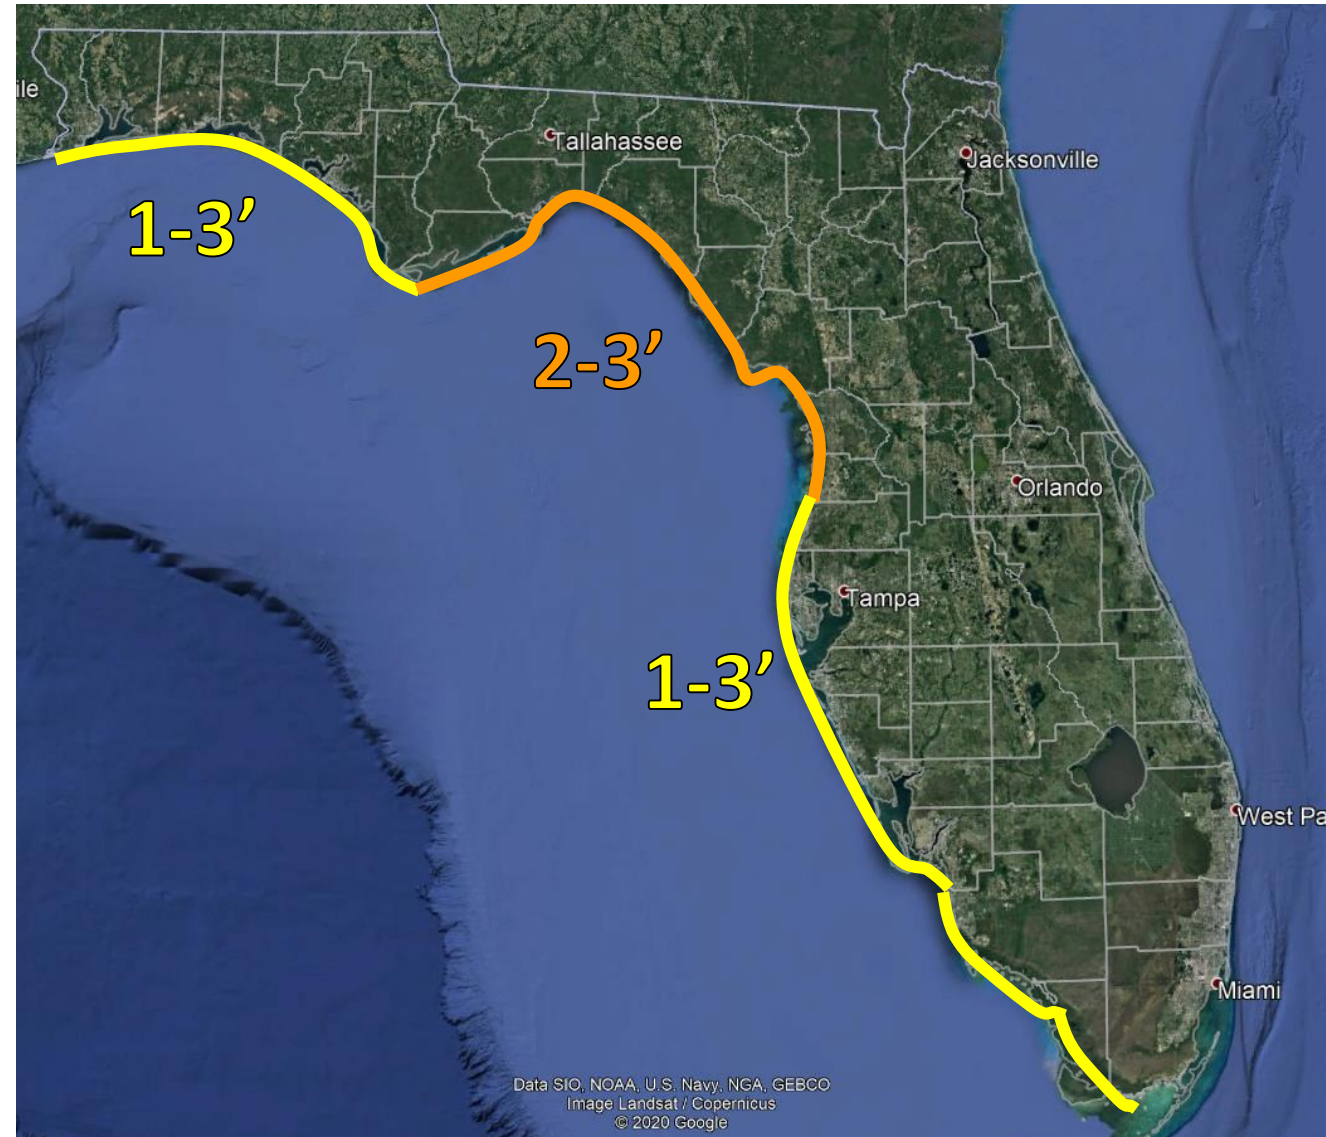 ile
Tallahassee
Jacksonville
1-3’
2-3’
Orlando
Tampa
1-3’
West Pa
Miami
Data SIO, NOAA, U.S. Navy, NGA, GEBCO
Image Landsat / Copernicus
© 2020 Google